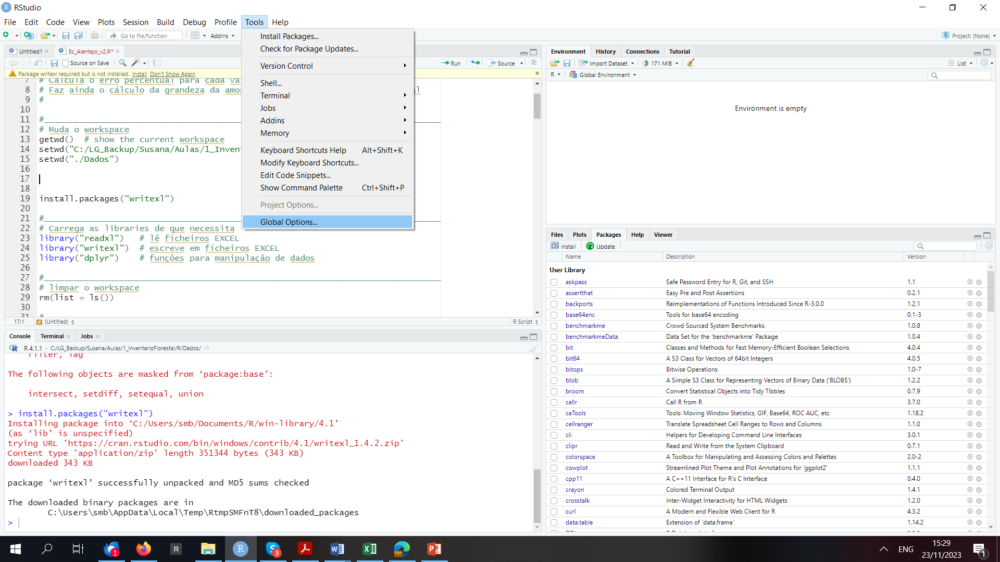 RStudio
File Edit Code View Plots Session Build Debug Profile Tools Help
Go to file/function Addins Project: (None)
Install Packages...
Check for Package Updates...
Version Control
Shell...
Terminal
Jobs
Addins
Memory
Keyboard Shortcuts Help Alt+Shift+K
Modify Keyboard Shortcuts...
Edit Code Snippets...
Show Command Palette Ctrl+Shift+P
Project Options...
Global Options...
Untitled1 Ec_Alentejo_v2.R*
Source on Save Run Source
Package writexl required but is not installed. Install Don't Show Again
7 # Calcula o erro percentual para cada
8 # Faz ainda o cálculo da grandeza da
9 #
10
11 #
12 # Muda o workspace
13 getwd() # show the current workspace
14 setwd("C:/LG_Backup/Susana/Aulas/1_Inver
15 setwd("./Dados")
16
17
18
19 install.packages("writexl")
20
21 #
22 # Carrega as libraries de que necessita
23 library("readxl") # lê ficheiros EXCEL
24 library("writexl") # escreve em ficheiros EXCEL
25 library("dplyr") # funções para manipulação de dados
26
27 #
28 # limpar o workspace
29 rm(list = ls())
30
31 #
17:1 (Untitled) R Script
Console Terminal Jobs
R 4.1.1 · C:/LG_Backup/Susana/Aulas/1_InventarioFlorestal/R/Dados/
filter, lag
The following objects are masked from ‘package:base’:
intersect, setdiff, setequal, union
> install.packages("writexl")
Installing package into ‘C:/Users/smb/Documents/R/win-library/4.1’
(as ‘lib’ is unspecified)
trying URL 'https://cran.rstudio.com/bin/windows/contrib/4.1/writexl_1.4.2.zip'
Content type 'application/zip' length 351344 bytes (343 KB)
downloaded 343 KB
package ‘writexl’ successfully unpacked and MD5 sums checked
The downloaded binary packages are in
C:\Users\smb\AppData\Local\Temp\RtmpSMFnT8\downloaded_packages
>
Environment History Connections Tutorial
Import Dataset 171 MiB List
R Global Environment
Environment is empty
Files Plots Packages Help Viewer
Install Update
Name Description Version
User Library
askpass Safe Password Entry for R, Git, and SSH 1.1
assertthat Easy Pre and Post Assertions 0.2.1
backports Reimplementations of Functions Introduced Since R-3.0.0 1.2.1
base64enc Tools for base64 encoding 0.1-3
benchmarkme Crowd Sourced System Benchmarks 1.0.8
benchmarkmeData Data Set for the 'benchmarkme' Package 1.0.4
bit Classes and Methods for Fast Memory-Efficient Boolean Selections 4.0.4
bit64 A S3 Class for Vectors of 64bit Integers 4.0.5
bitops Bitwise Operations 1.0-7
blob A Simple S3 Class for Representing Vectors of Binary Data ('BLOBS') 1.2.2
broom Convert Statistical Objects into Tidy Tibbles 0.7.9
callr Call R from R 3.7.0
caTools Tools: Moving Window Statistics, GIF, Base64, ROC AUC, etc 1.18.2
cellranger Translate Spreadsheet Cell Ranges to Rows and Columns 1.1.0
cli Helpers for Developing Command Line Interfaces 3.0.1
clipr Read and Write from the System Clipboard 0.7.1
colorspace A Toolbox for Manipulating and Assessing Colors and Palettes 2.0-2
cowplot Streamlined Plot Theme and Plot Annotations for 'ggplot2' 1.1.1
cpp11 A C++11 Interface for R's C Interface 0.4.0
crayon Colored Terminal Output 1.4.1
crosstalk Inter-Widget Interactivity for HTML Widgets 1.2.0
curl A Modern and Flexible Web Client for R 4.3.2
data.table Extension of `data.frame` 1.14.2
ENG
15:29
23/11/2023